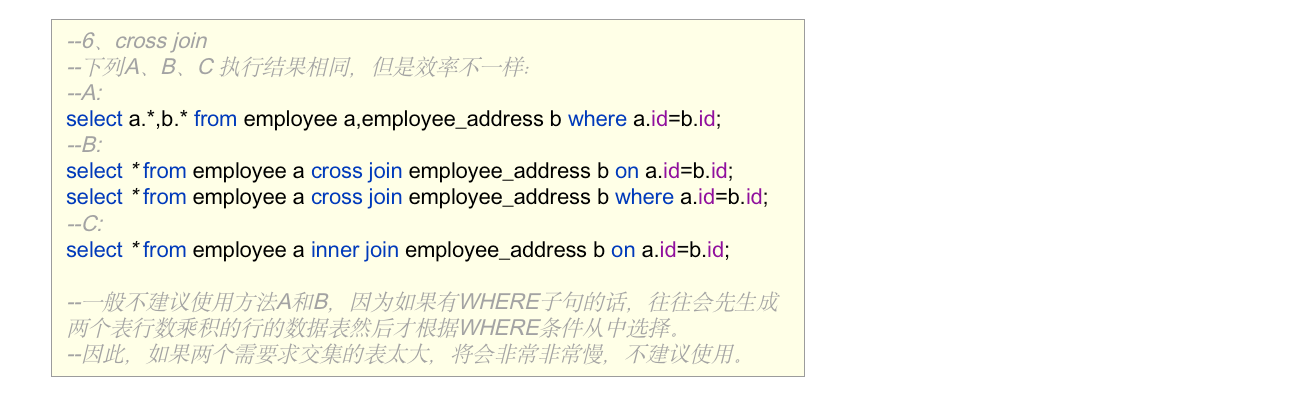 --6、cross join
--下列A、B、C 执行结果相同，但是效率不一样：
--A:
select a.*,b.* from employee a,employee_address b where a.id=b.id;
--B:
select * from employee a cross join employee_address b on a.id=b.id;
select * from employee a cross join employee_address b where a.id=b.id;
--C:
select * from employee a inner join employee_address b on a.id=b.id;
--一般不建议使用方法A和B，因为如果有WHERE子句的话，往往会先生成
两个表行数乘积的行的数据表然后才根据WHERE条件从中选择。
--因此，如果两个需要求交集的表太大，将会非常非常慢，不建议使用。